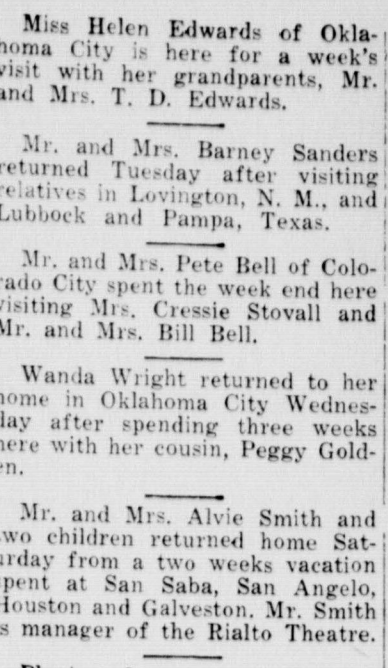 Miss Helen Edwards of Okla-
homa City is here for a week's
visit with her grandparents, Mr.
and Mrs. T. D. Edwards.
Mr. and Mrs. Barney Sanders
returned Tuesday after visiting
relatives in Lovington, N. M., and
Lubbock and Pampa, Texas.
Mr. and Mrs. Pete Bell of Colo-
rado City spent the week end here
visiting Mrs. Cressie Stovall and
Mr. and Mrs. Bill Bell.
Wanda Wright returned to her
home in Oklahoma City Wednes-
day after spending three weeks
here with her cousin, Peggy Gold-
en.
Mr. and Mrs. Alvie Smith and
two children returned home Sat-
urday from a two weeks vacation
spent at San Saba, San Angelo,
Houston and Galveston. Mr. Smith
is manager of the Rialto Theatre.